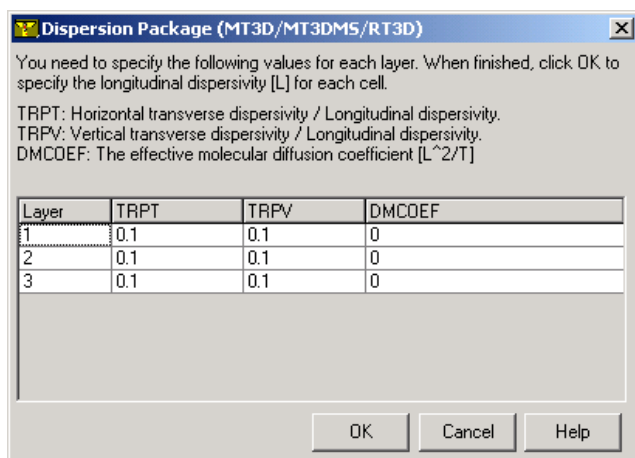 Dispersion Package (MT3D/MT3DMS/RT3D)
You need to specify the following values for each layer. When finished, click OK to
specify the longitudinal dispersivity [L] for each cell.
TRPT: Horizontal transverse dispersivity / Longitudinal dispersivity.
TRPV: Vertical transverse dispersivity / Longitudinal dispersivity.
DMCOEF: The effective molecular diffusion coefficient [L^2/T]
Layer TRPT TRPV DMCOEF
1 0.1 0.1 0
2 0.1 0.1 0
3 0.1 0.1 0
OK Cancel Help